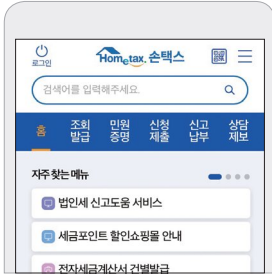 로그인
Hometax. 손택스
검색어를 입력해주세요.
홈 조회 발급 민원 증명 신청 제출 신고 납부 상담 제보
자주 찾는 메뉴
법인세 신고도움 서비스
세금포인트 할인쇼핑몰 안내
전자세금계산서 건별발급